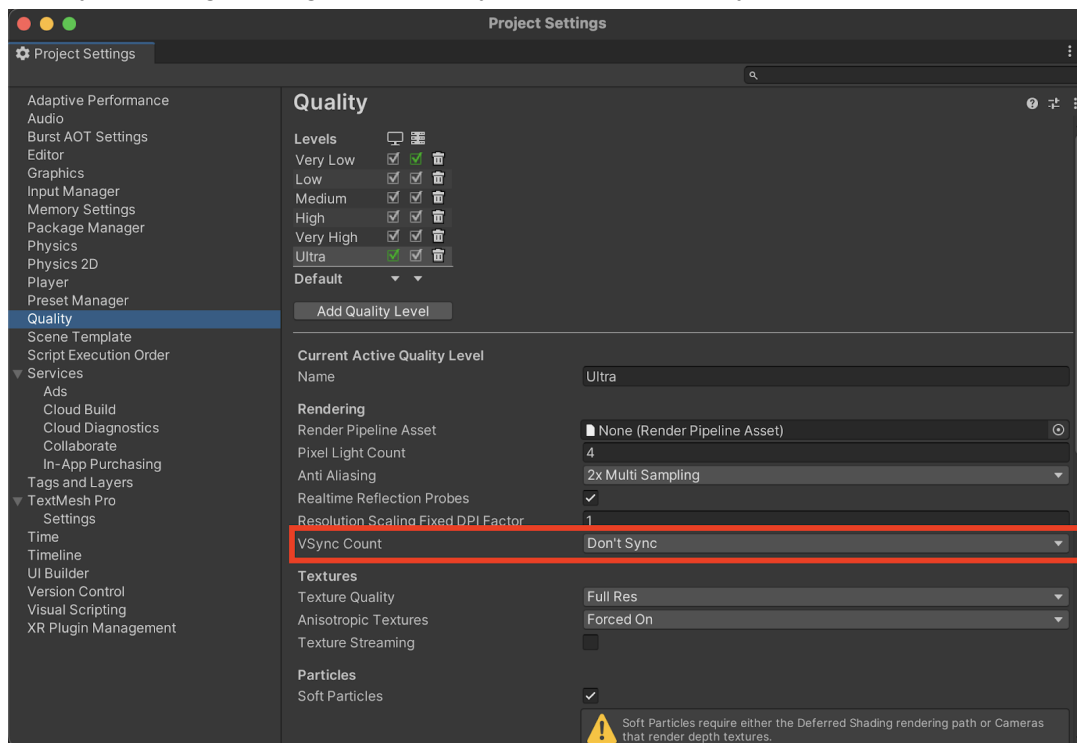 Project Settings
Project Settings
Adaptive Performance
Audio
Burst AOT Settings
Editor
Graphics
Input Manager
Memory Settings
Package Manager
Physics
Physics 2D
Player
Preset Manager
Quality
Scene Template
Script Execution Order
Services
Ads
Cloud Build
Cloud Diagnostics
Collaborate
In-App Purchasing
Tags and Layers
TextMesh Pro
Settings
Time
Timeline
UI Builder
Version Control
Visual Scripting
XR Plugin Management
Quality
Levels
Very Low
Low
Medium
High
Very High
Ultra
Default
Add Quality Level
Current Active Quality Level
Name Ultra
Rendering
Render Pipeline Asset None (Render Pipeline Asset)
Pixel Light Count 4
Anti Aliasing 2x Multi Sampling
Realtime Reflection Probes
Resolution Scaling Fixed DPI Factor 1
VSync Count Don't Sync
Textures
Texture Quality Full Res
Anisotropic Textures Forced On
Texture Streaming
Particles
Soft Particles
Soft Particles require either the Deferred Shading rendering path or Cameras
that render depth textures.